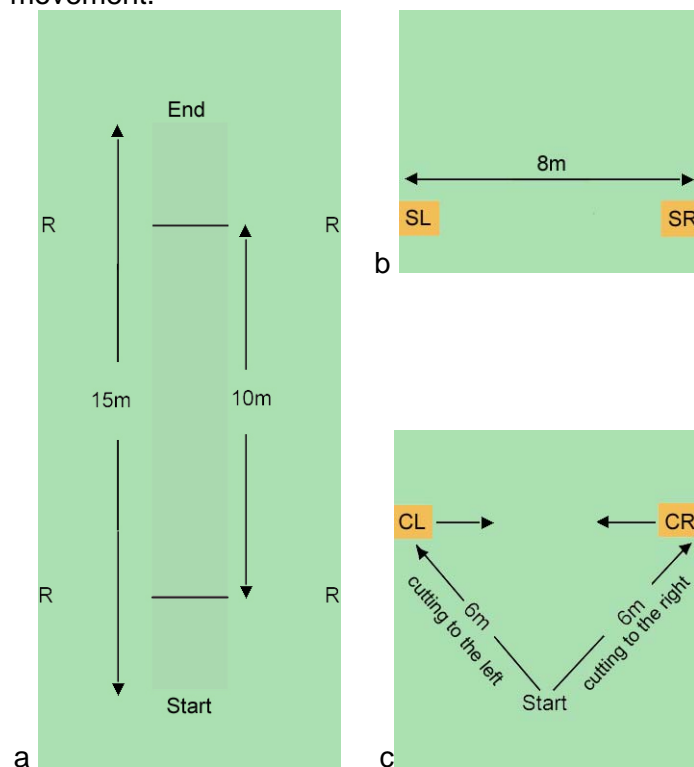 movement.
End
R
R
15m
10m
R
R
Start
a
8m
SL
SR
b
CL
CR
6m
cutting to the left
6m
cutting to the right
Start
c